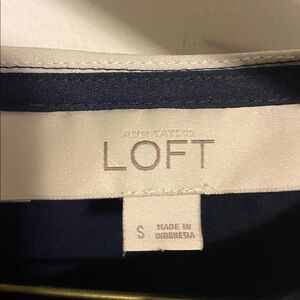 ANN TAYLOR
LOFT
S
MADE IN
INDONESIA